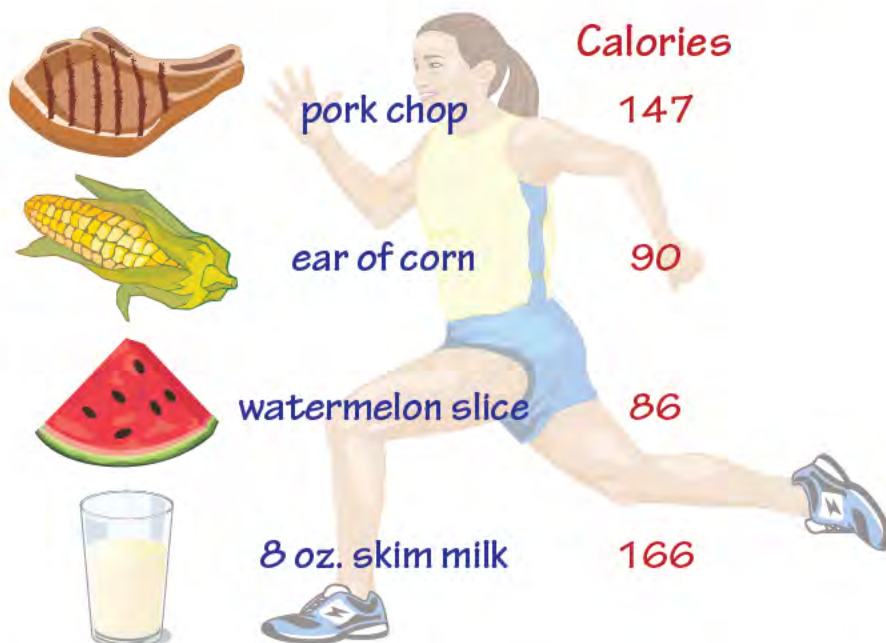 Calories
pork chop 147
ear of corn 90
watermelon slice 86
8 oz. skim milk 166